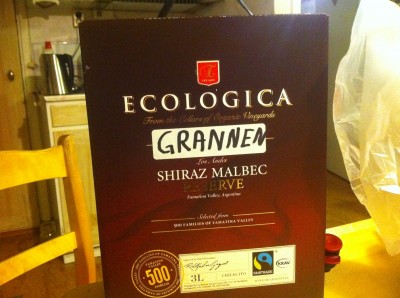 ECOLOGICA
From the Cellars of Organic Vineyards
GRANNEN
Los Andes
SHIRAZ MALBEC
RESERVE
Famatina Valley, Argentina
Selected from
500 FAMILIES OF FAMATINA VALLEY
500
3L
FAIRTRADE